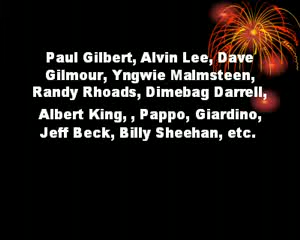 Paul Gilbert, Alvin Lee, Dave
Gilmour, Yngwie Malmsteen,
Randy Rhoads, Dimebag Darrell,
Albert King, , Pappo, Giardino,
Jeff Beck, Billy Sheehan, etc.